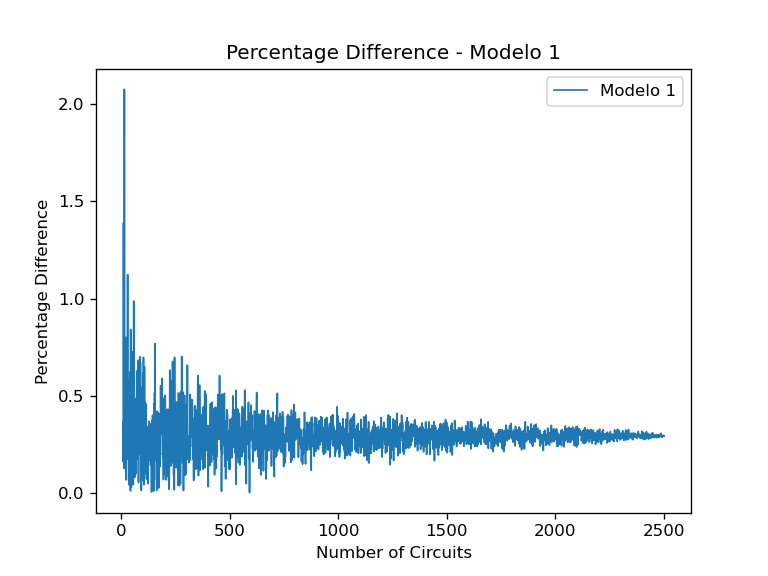 Percentage Difference - Modelo 1
Modelo 1
2.0
1.5
1.0
0.5
0.0
Percentage Difference
0 500 1000 1500 2000 2500
Number of Circuits